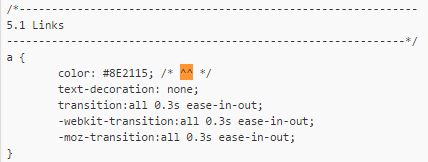 /*------------------------------------------------------------
5.1 Links
------------------------------------------------------------*/
a {
color: #8E2115; /* ^^ */
text-decoration: none;
transition:all 0.3s ease-in-out;
-webkit-transition:all 0.3s ease-in-out;
-moz-transition:all 0.3s ease-in-out;
}